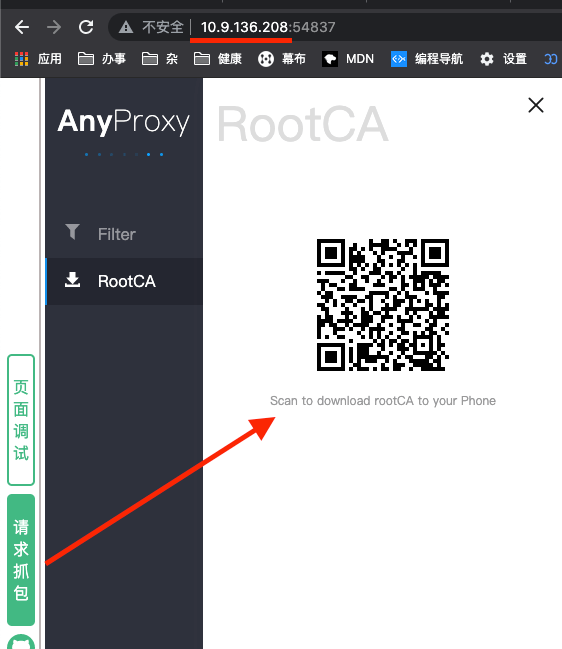 不安全 10.9.136.208:54837
应用 办事 杂 健康 幕布 MDN 编程导航 设置
AnyProxy
RootCA
Filter
RootCA
Scan to download rootCA to your Phone
页面调试
请求抓包